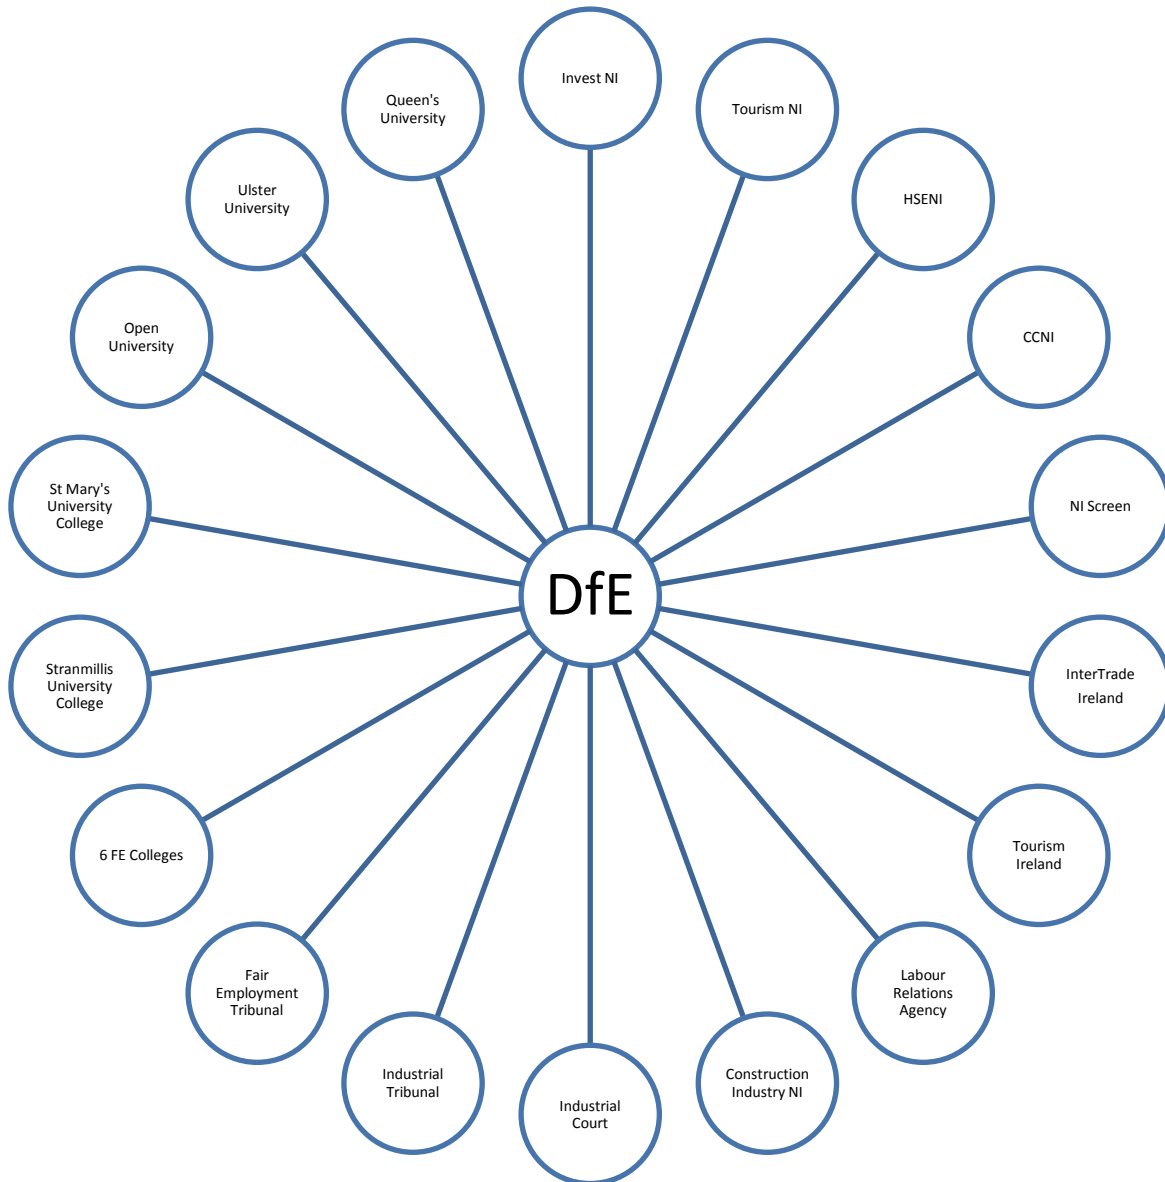 Invest NI
Tourism NI
HSENI
CCNI
NI Screen
InterTrade
Ireland
Tourism
Ireland
Labour
Relations
Agency
Construction
Industry NI
Industrial
Court
Industrial
Tribunal
Fair
Employment
Tribunal
6 FE Colleges
Stranmillis
University
College
St Mary's
University
College
Open
University
Ulster
University
Queen's
University
DfE